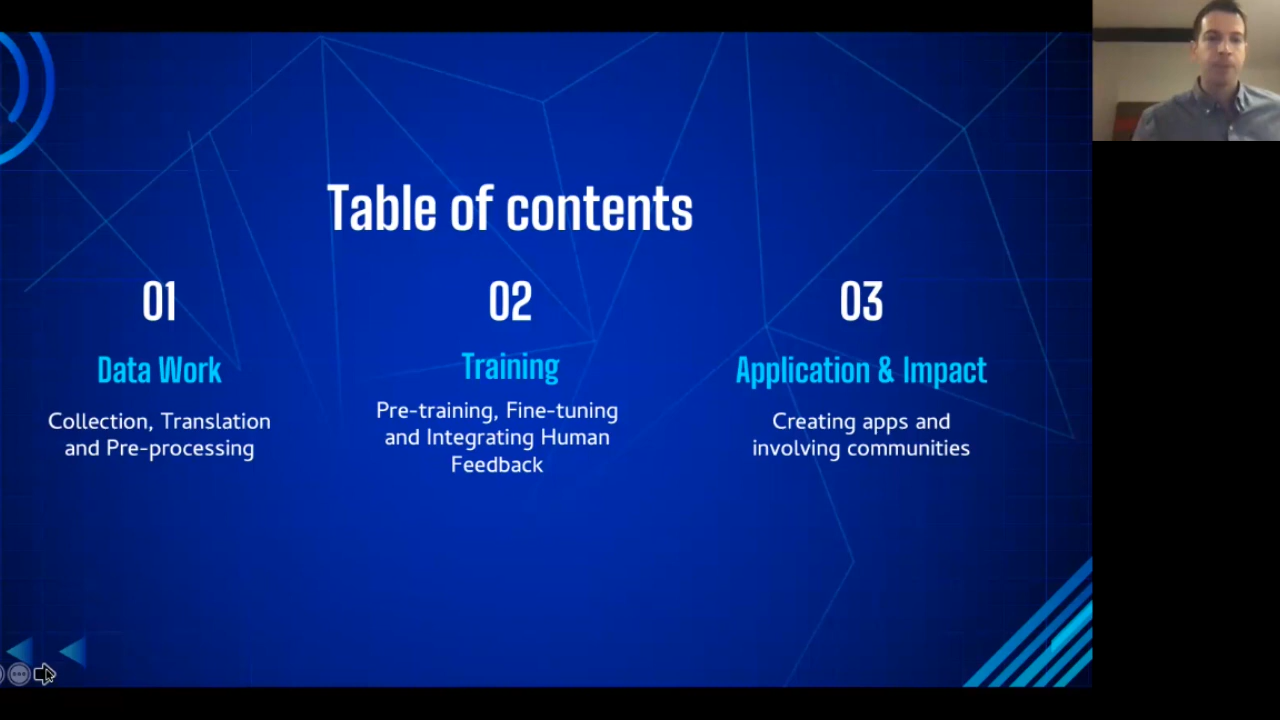 Table of contents
01
Data Work
Collection, Translation
and Pre-processing
02
Training
Pre-training, Fine-tuning
and Integrating Human
Feedback
03
Application & Impact
Creating apps and
involving communities